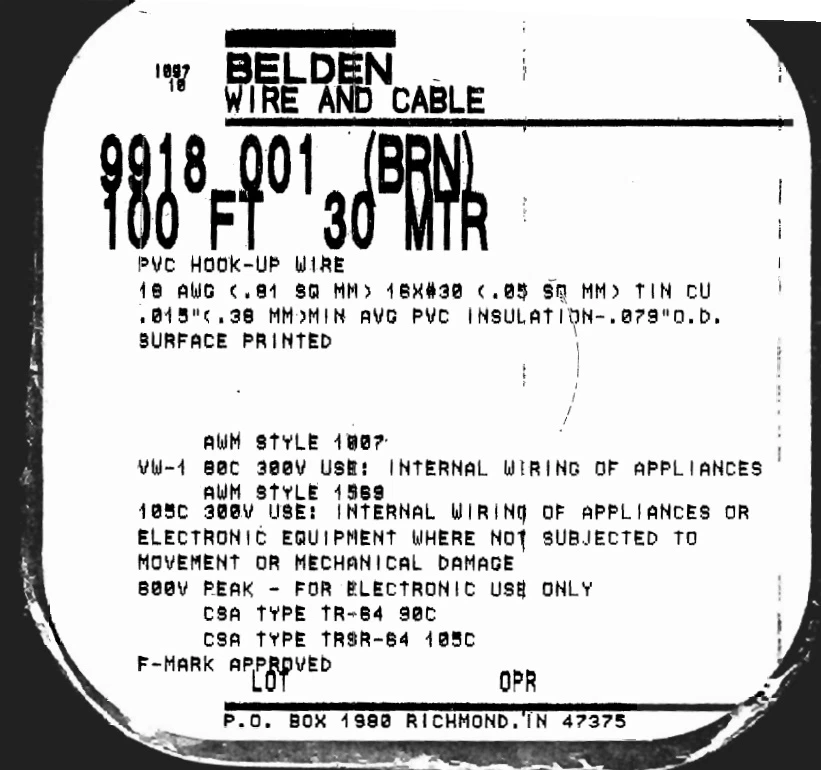 1097
10
BELDEN
WIRE AND CABLE
9918 001 (BRN)
100 FT 30 MTR
PVC HOOK-UP WIRE
18 AWG (.81 SQ MM) 16X#30 (.05 SQ MM) TIN CU
.015"(.38 MM)MIN AVG PVC INSULATION-.079"O.D.
SURFACE PRINTED
AWM STYLE 1007
VW-1 80C 300V USE: INTERNAL WIRING OF APPLIANCES
AWM STYLE 1569
105C 300V USE: INTERNAL WIRING OF APPLIANCES OR
ELECTRONIC EQUIPMENT WHERE NOT SUBJECTED TO
MOVEMENT OR MECHANICAL DAMAGE
600V PEAK - FOR ELECTRONIC USE ONLY
CSA TYPE TR-64 90C
CSA TYPE TRSR-64 105C
F-MARK APPROVED
LOT OPR
P.O. BOX 1980 RICHMOND, IN 47375